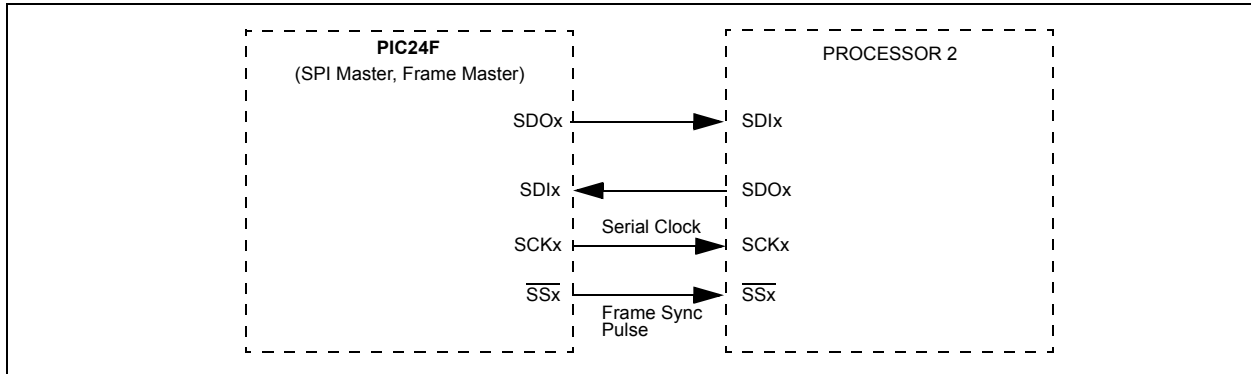 PIC24F
(SPI Master, Frame Master)
PROCESSOR 2
SDOx
SDIx
SDIx
SDOx
Serial Clock
SCKx
SCKx
SSx
SSx
Frame Sync
Pulse